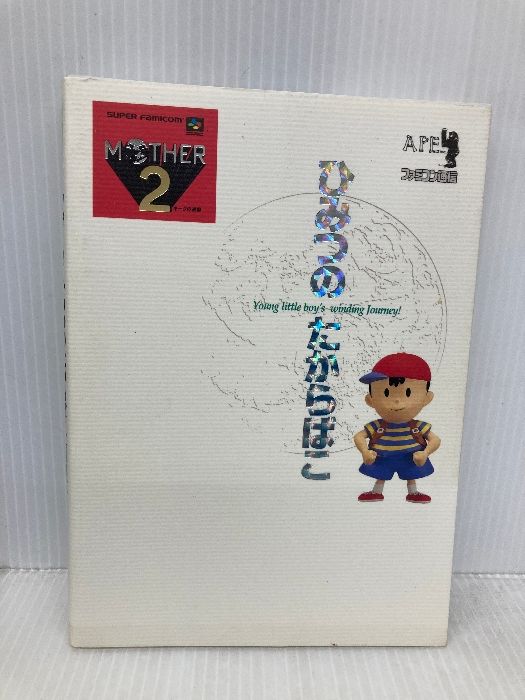 SUPER FAMICOM
MOTHER
2
ギーグの逆襲
APE
ファミコン通信
ひみつの たからばこ
Young little boy's winding Journey!